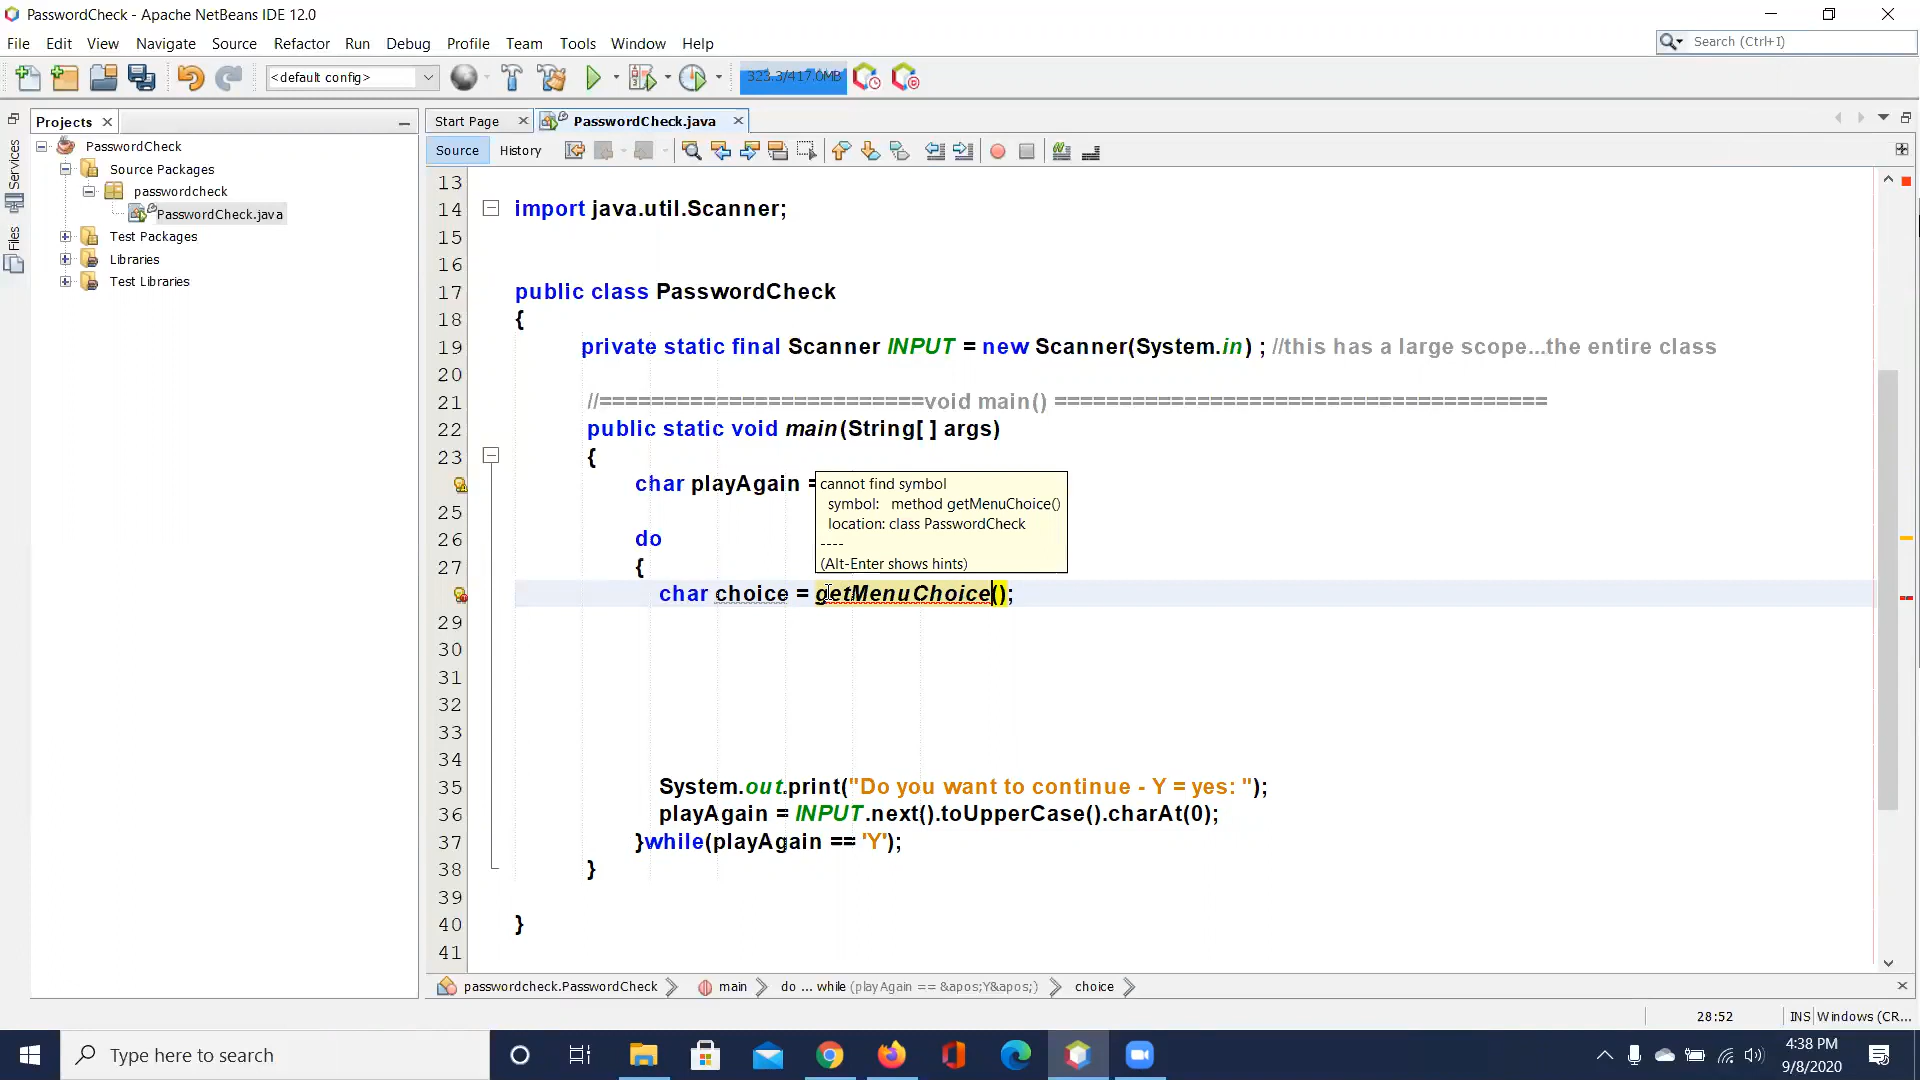 PasswordCheck - Apache NetBeans IDE 12.0
File Edit View Navigate Source Refactor Run Debug Profile Team Tools Window Help
Search (Ctrl+I)
<default config>
323.3/417.0MB
Projects
Start Page
PasswordCheck.java
Services
Files
PasswordCheck
Source Packages
passwordcheck
PasswordCheck.java
Test Packages
Libraries
Test Libraries
Source History
13
14 import java.util.Scanner;
15
16
17 public class PasswordCheck
18 {
19 private static final Scanner INPUT = new Scanner(System.in) ; //this has a large scope...the entire class
20
21 //=========================void main() ======================================
22 public static void main(String[ ] args)
23 {
char playAgain =
25
26 do
27 {
char choice = getMenuChoice();
cannot find symbol
symbol: method getMenuChoice()
location: class PasswordCheck
----
(Alt-Enter shows hints)
29
30
31
32
33
34
35 System.out.print("Do you want to continue - Y = yes: ");
36 playAgain = INPUT.next().toUpperCase().charAt(0);
37 }while(playAgain == 'Y');
38 }
39
40 }
41
passwordcheck.PasswordCheck main do ... while (playAgain == &apos;Y&apos;) choice
28:52 INS Windows (CR...
Type here to search
4:38 PM
9/8/2020